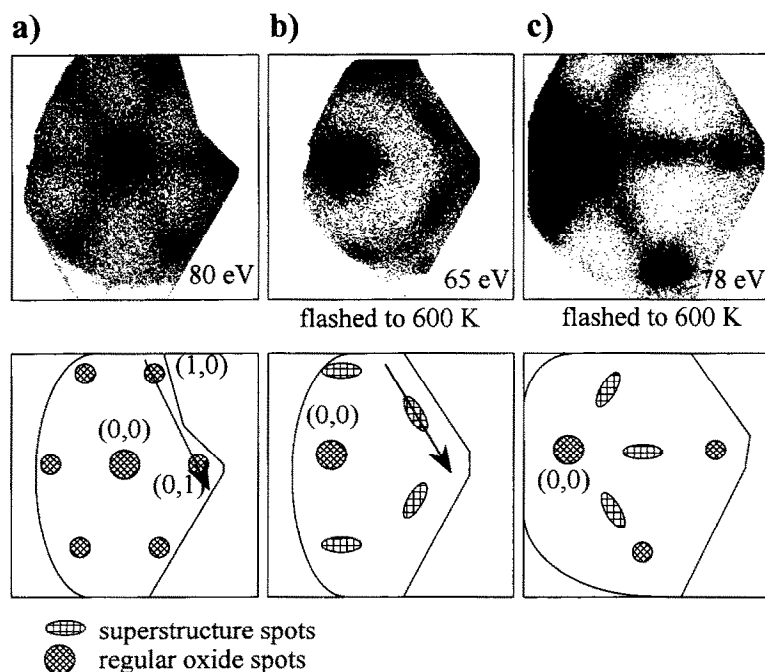 a)
b)
c)
80 eV
65 eV
78 eV
flashed to 600 K
flashed to 600 K
(1,0)
(0,0)
(0,1)
(0,0)
(0,0)
superstructure spots
regular oxide spots